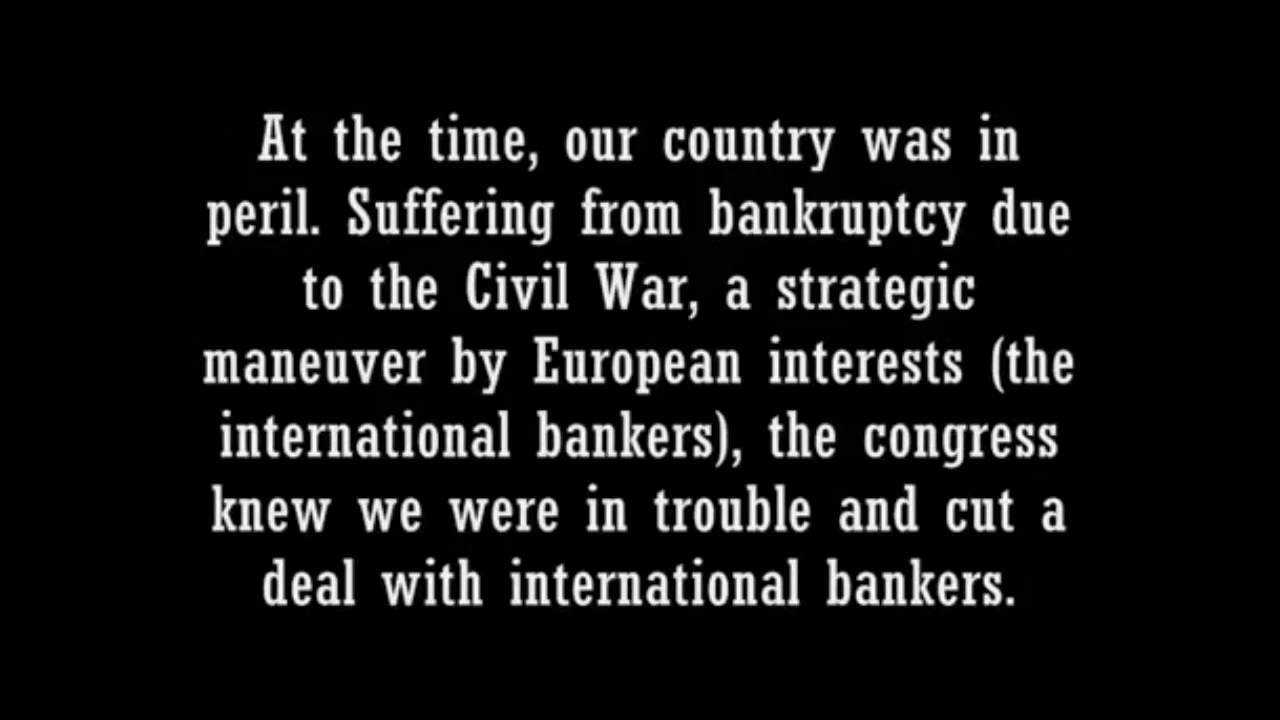 At the time, our country was in
peril. Suffering from bankruptcy due
to the Civil War, a strategic
maneuver by European interests (the
international bankers), the congress
knew we were in trouble and cut a
deal with international bankers.